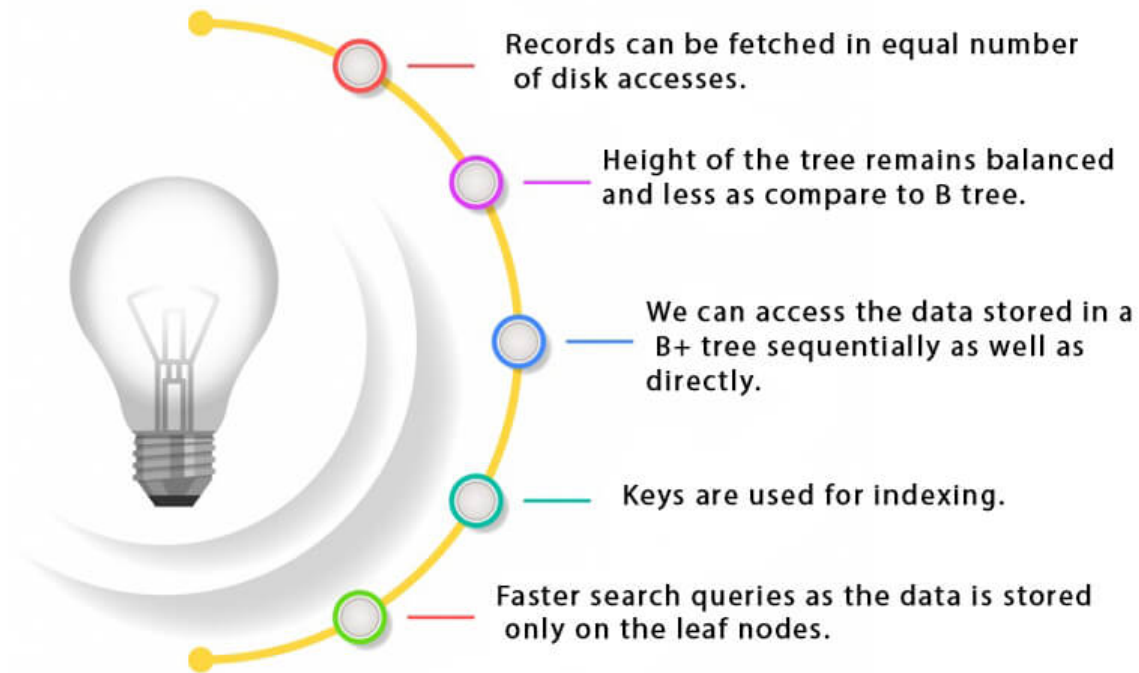 Records can be fetched in equal number
of disk accesses.
Height of the tree remains balanced
and less as compare to B tree.
We can access the data stored in a
B+ tree sequentially as well as
directly.
Keys are used for indexing.
Faster search queries as the data is stored
only on the leaf nodes.